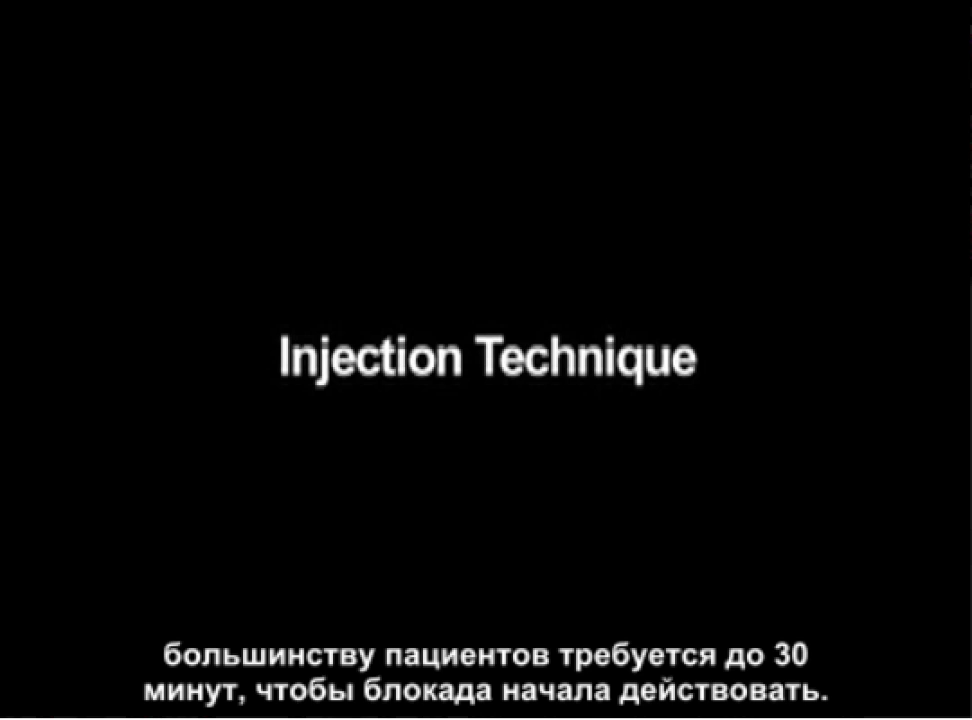 Injection Technique
большинству пациентов требуется до 30
минут, чтобы блокада начала действовать.